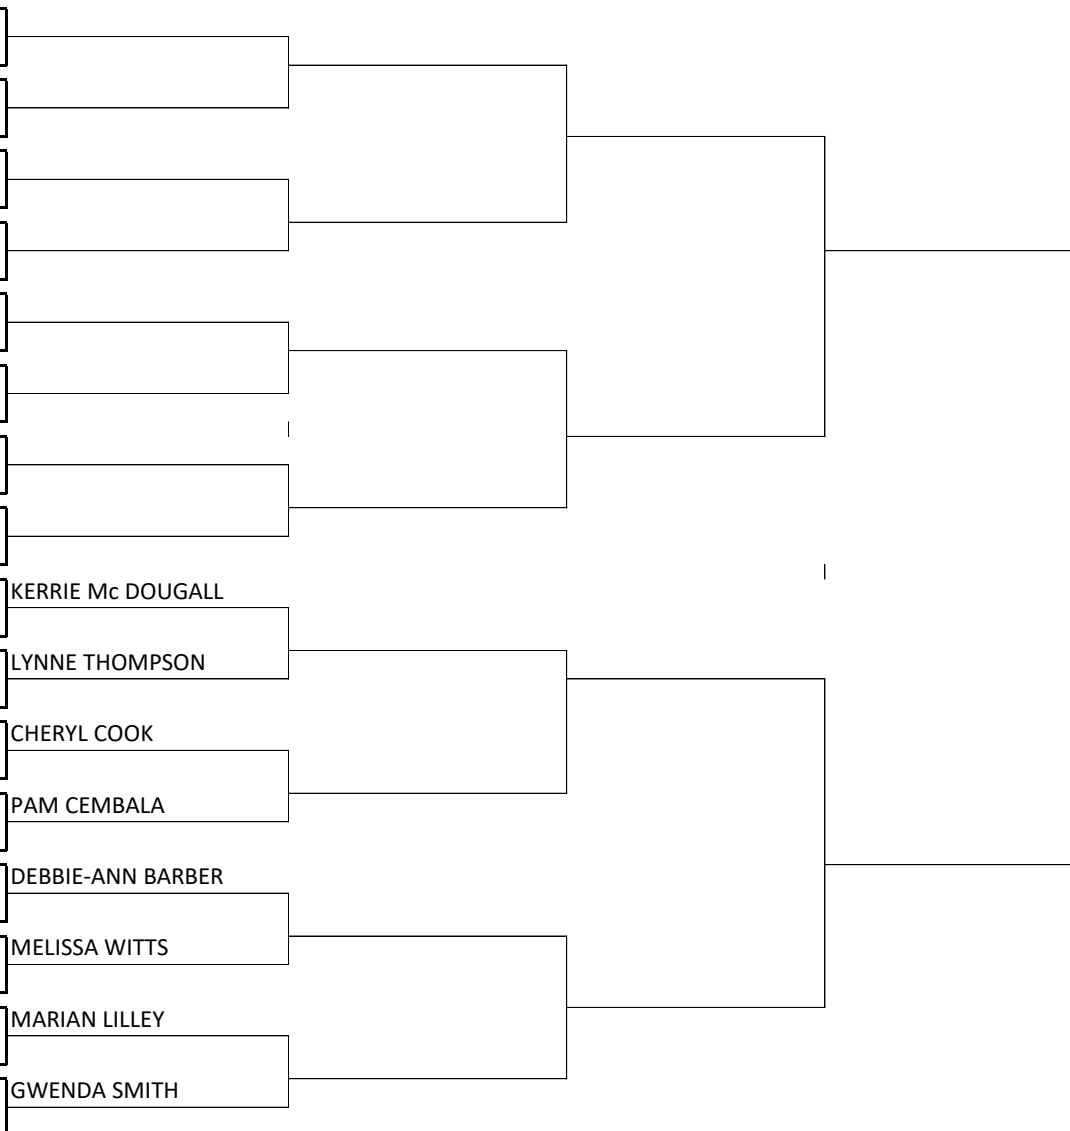 KERRIE Mc DOUGALL
LYNNE THOMPSON
CHERYL COOK
PAM CEMBALA
DEBBIE-ANN BARBER
MELISSA WITTS
MARIAN LILLEY
GWENDA SMITH